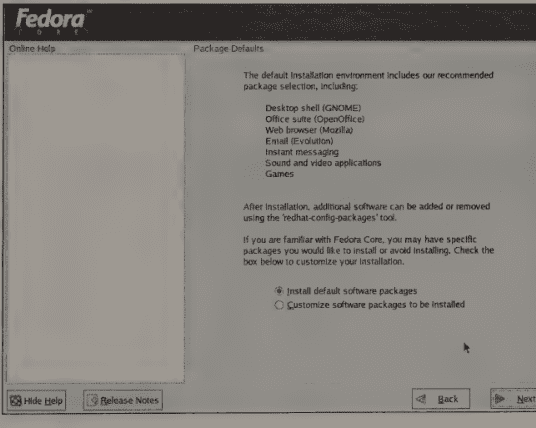 Fedora™
CORE
Online Help
Package Defaults
The default installation environment includes our recommended
package selection, including:
Desktop shell (GNOME)
Office suite (OpenOffice)
Web browser (Mozilla)
Email (Evolution)
Instant messaging
Sound and video applications
Games
After installation, additional software can be added or removed
using the 'redhat-config-packages' tool.
If you are familiar with Fedora Core, you may have specific
packages you would like to install or avoid installing. Check the
box below to customize your installation.
Install default software packages
Customize software packages to be installed
Hide Help
Release Notes
Back
Next